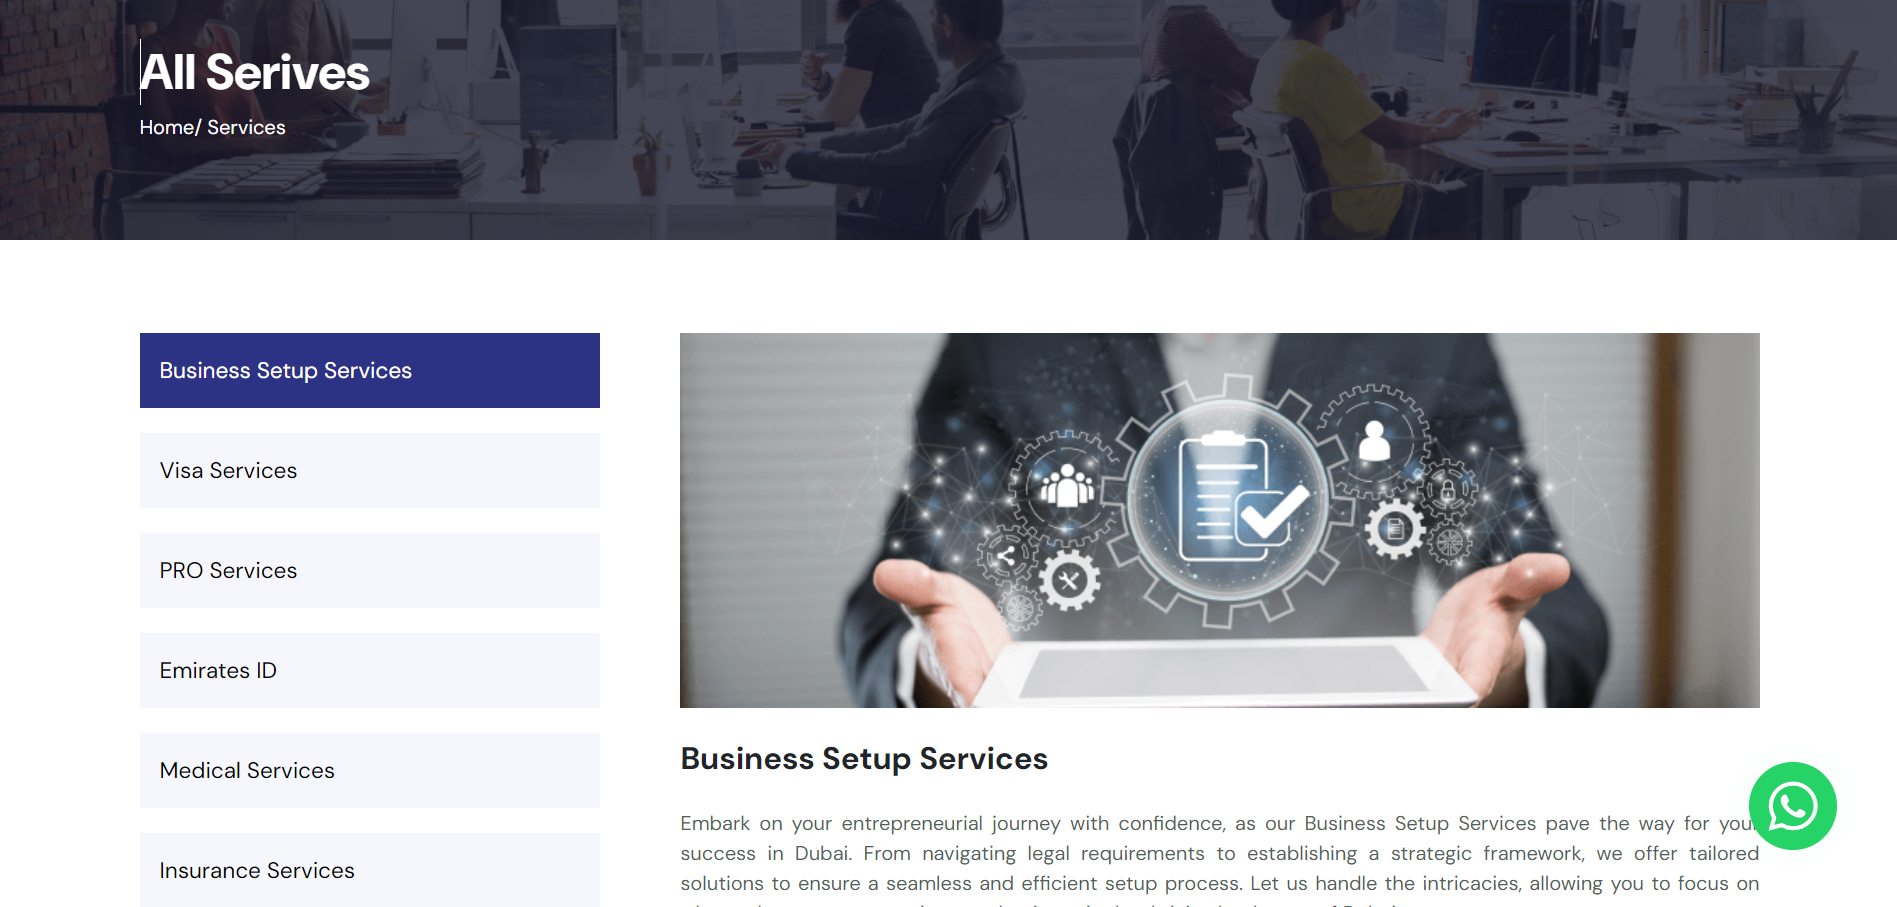 All Serives
Home/ Services
Business Setup Services
Visa Services
PRO Services
Emirates ID
Medical Services
Insurance Services
Business Setup Services
Embark on your entrepreneurial journey with confidence, as our Business Setup Services pave the way for your
success in Dubai. From navigating legal requirements to establishing a strategic framework, we offer tailored
solutions to ensure a seamless and efficient setup process. Let us handle the intricacies, allowing you to focus on